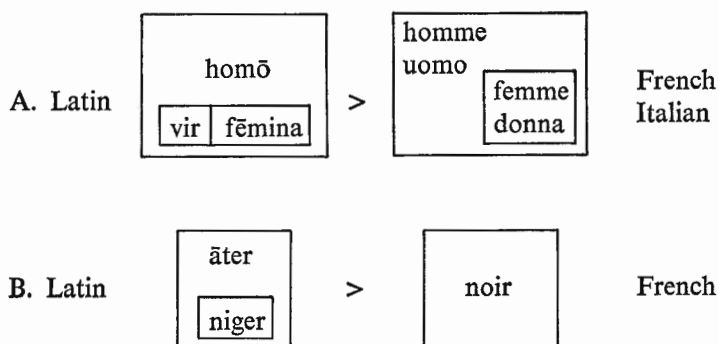 A. Latin homō vir fēmina > homme uomo femme donna French Italian
B. Latin āter niger > noir French